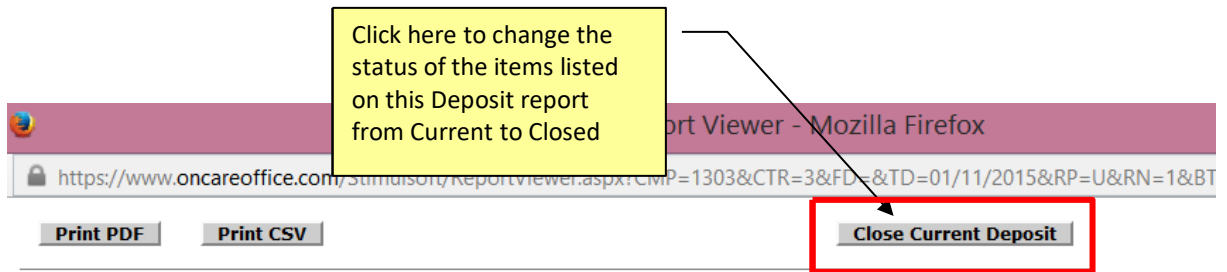 Click here to change the
status of the items listed
on this Deposit report
from Current to Closed
ort Viewer - Mozilla Firefox
https://www.oncareoffice.com/Stimulsoft/ReportViewer.aspx?CMP=1303&CTR=3&FD=&TD=01/11/2015&RP=U&RN=1&BT
Print PDF Print CSV Close Current Deposit